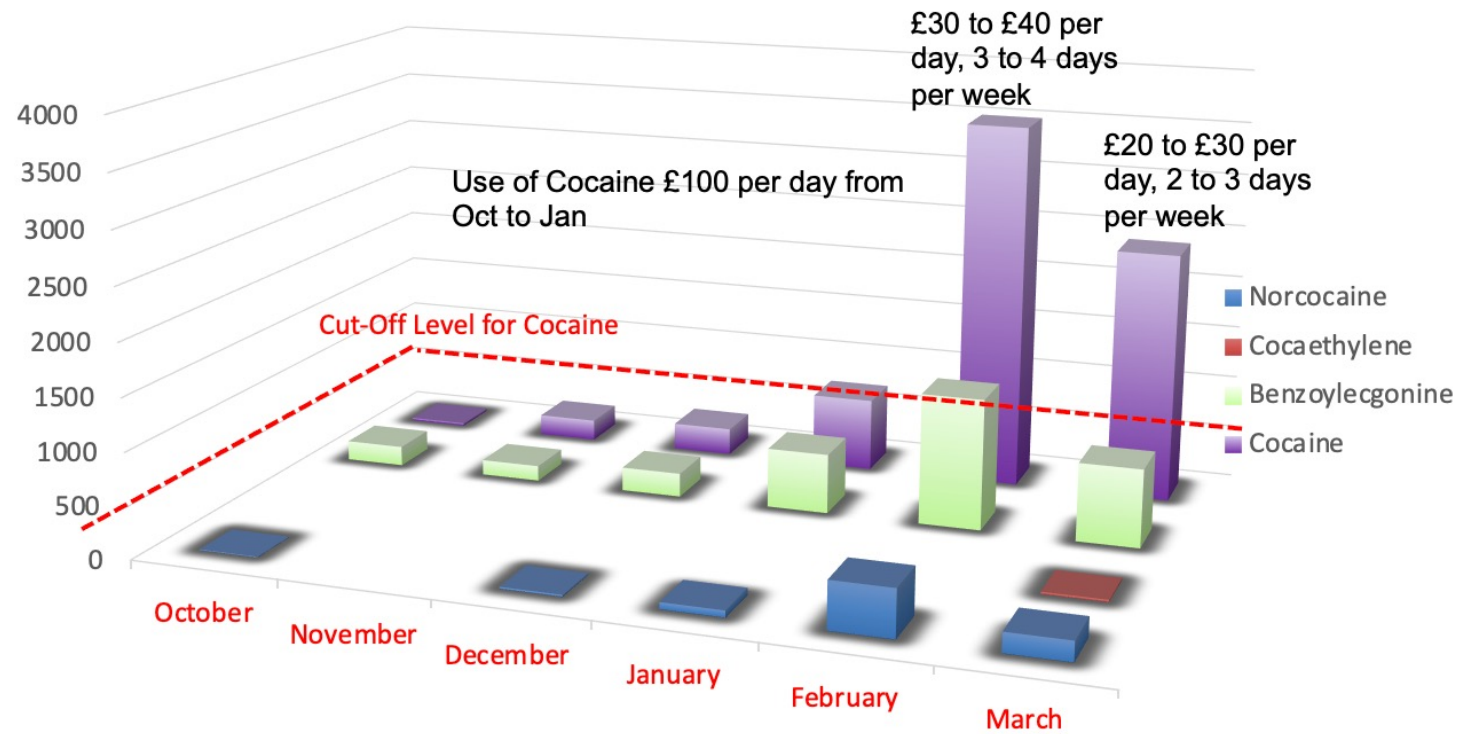 £30 to £40 per
day, 3 to 4 days
per week
£20 to £30 per
day, 2 to 3 days
per week
Use of Cocaine £100 per day from
Oct to Jan
Cut-Off Level for Cocaine
4000
3500
3000
2500
2000
1500
1000
500
0
October
November
December
January
February
March
Norcocaine
Cocaethylene
Benzoylecgonine
Cocaine